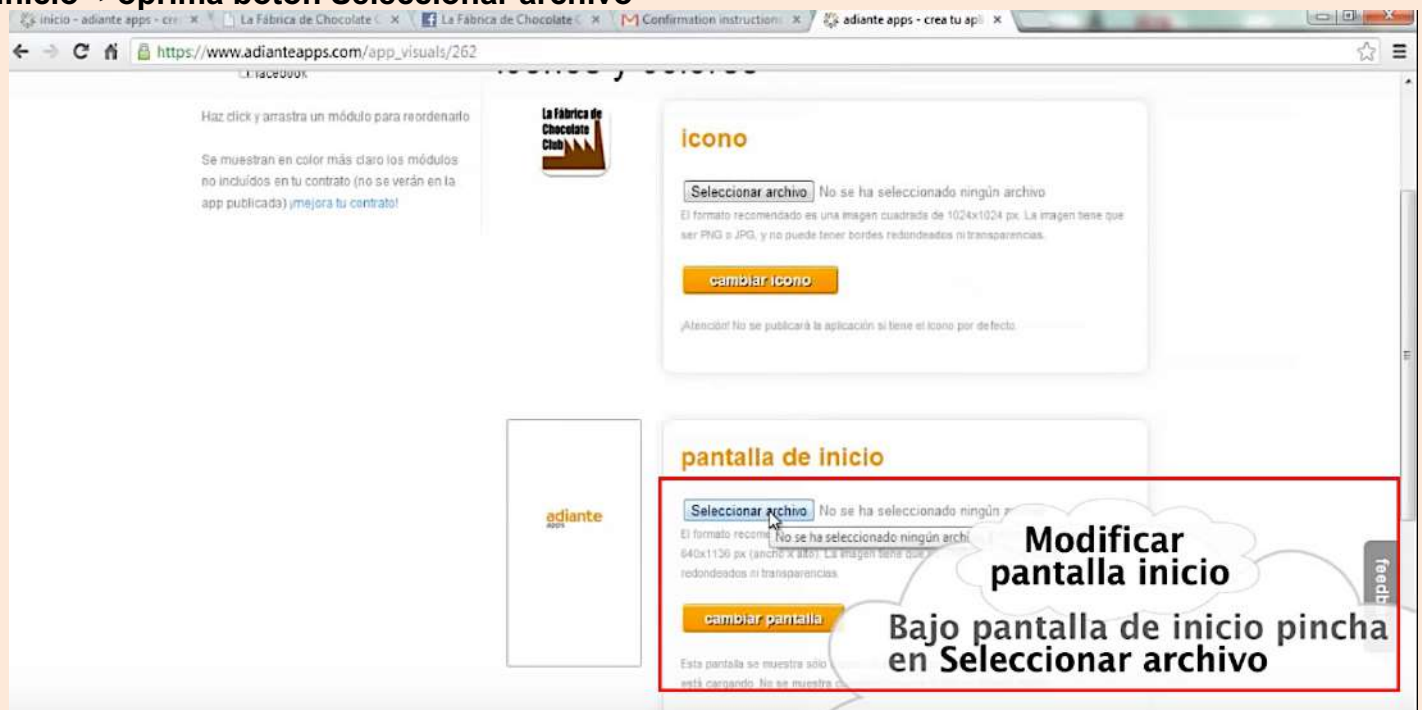 inicio -> oprima botón Seleccionar archivo
inicio - adiante apps - cre
La Fábrica de Chocolate C
La Fábrica de Chocolate C
Confirmation instructions
adiante apps - crea tu apl
https://www.adianteapps.com/app_visuals/262
facebook
Haz click y arrastra un módulo para reordenarlo
Se muestran en color más claro los módulos
no incluídos en tu contrato (no se verán en la
app publicada) ¡mejora tu contrato!
La Fábrica de
Chocolate
Club
icono
Seleccionar archivo No se ha seleccionado ningún archivo
El formato recomendado es una imagen cuadrada de 1024x1024 px. La imagen tiene que
ser PNG o JPG, y no puede tener bordes redondeados ni transparencias.
cambiar icono
¡Atención! No se publicará la aplicación si tiene el icono por defecto.
adiante
apps
pantalla de inicio
Seleccionar archivo No se ha seleccionado ningún
El formato recome
No se ha seleccionado ningún archi
640x1136 px (ancho x alto). La imagen tiene que
redondeados ni transparencias.
cambiar pantalla
Esta pantalla se muestra sólo
está cargando. No se muestra
Modificar
pantalla inicio
Bajo pantalla de inicio pincha
en Seleccionar archivo
feedb